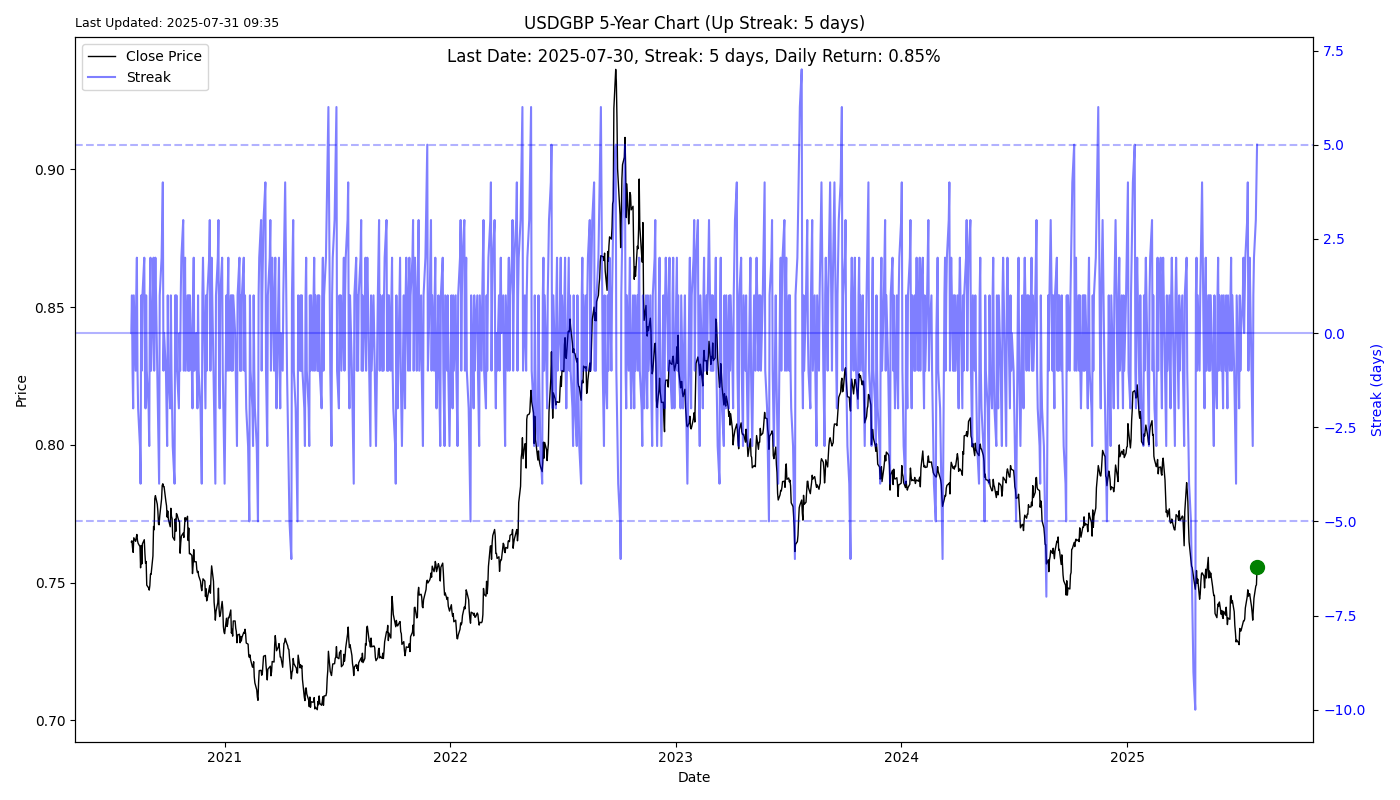 Last Updated: 2025-07-31 09:35
USDGBP 5-Year Chart (Up Streak: 5 days)
Last Date: 2025-07-30, Streak: 5 days, Daily Return: 0.85%
Close Price
Streak
0.90
0.85
0.80
0.75
0.70
Price
7.5
5.0
2.5
0.0
−2.5
−5.0
−7.5
−10.0
Streak (days)
2021
2022
2023
2024
2025
Date